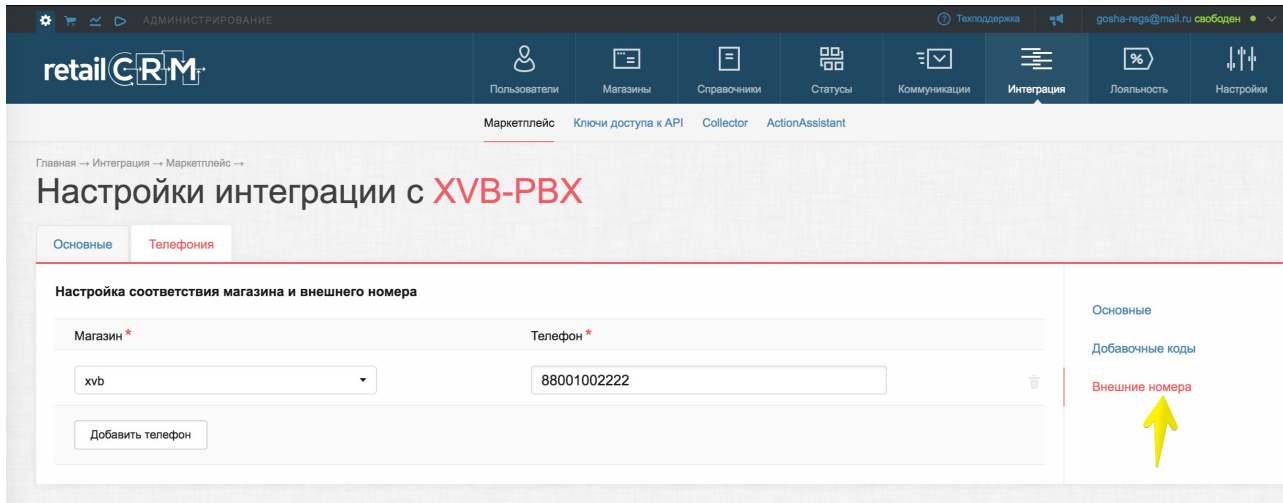 АДМИНИСТРИРОВАНИЕ Техподдержка gosha-regs@mail.ru свободен
retailCRM Пользователи Магазины Справочники Статусы Коммуникации Интеграция Лояльность Настройки
Маркетплейс Ключи доступа к API Collector ActionAssistant
Главная → Интеграция → Маркетплейс →
Настройки интеграции с XVB-PBX
Основные Телефония
Настройка соответствия магазина и внешнего номера
Магазин * Телефон *
xvb 88001002222
Добавить телефон
Основные
Добавочные коды
Внешние номера